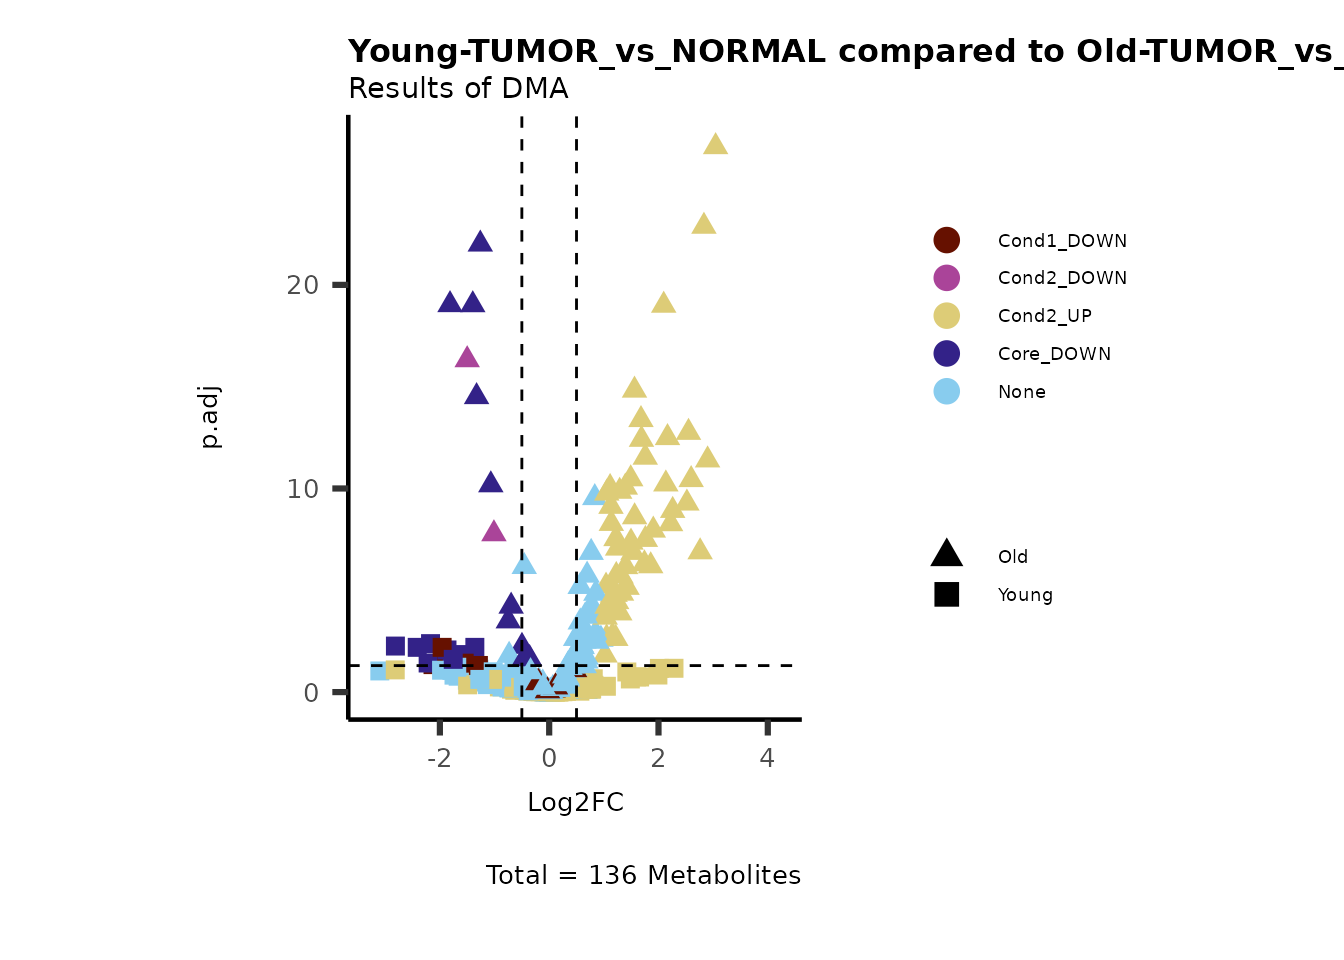 Young-TUMOR_vs_NORMAL compared to Old-TUMOR_vs_
Results of DMA
p.adj
20
10
0
-2 0 2 4
Log2FC
Cond1_DOWN
Cond2_DOWN
Cond2_UP
Core_DOWN
None
Old
Young
Total = 136 Metabolites